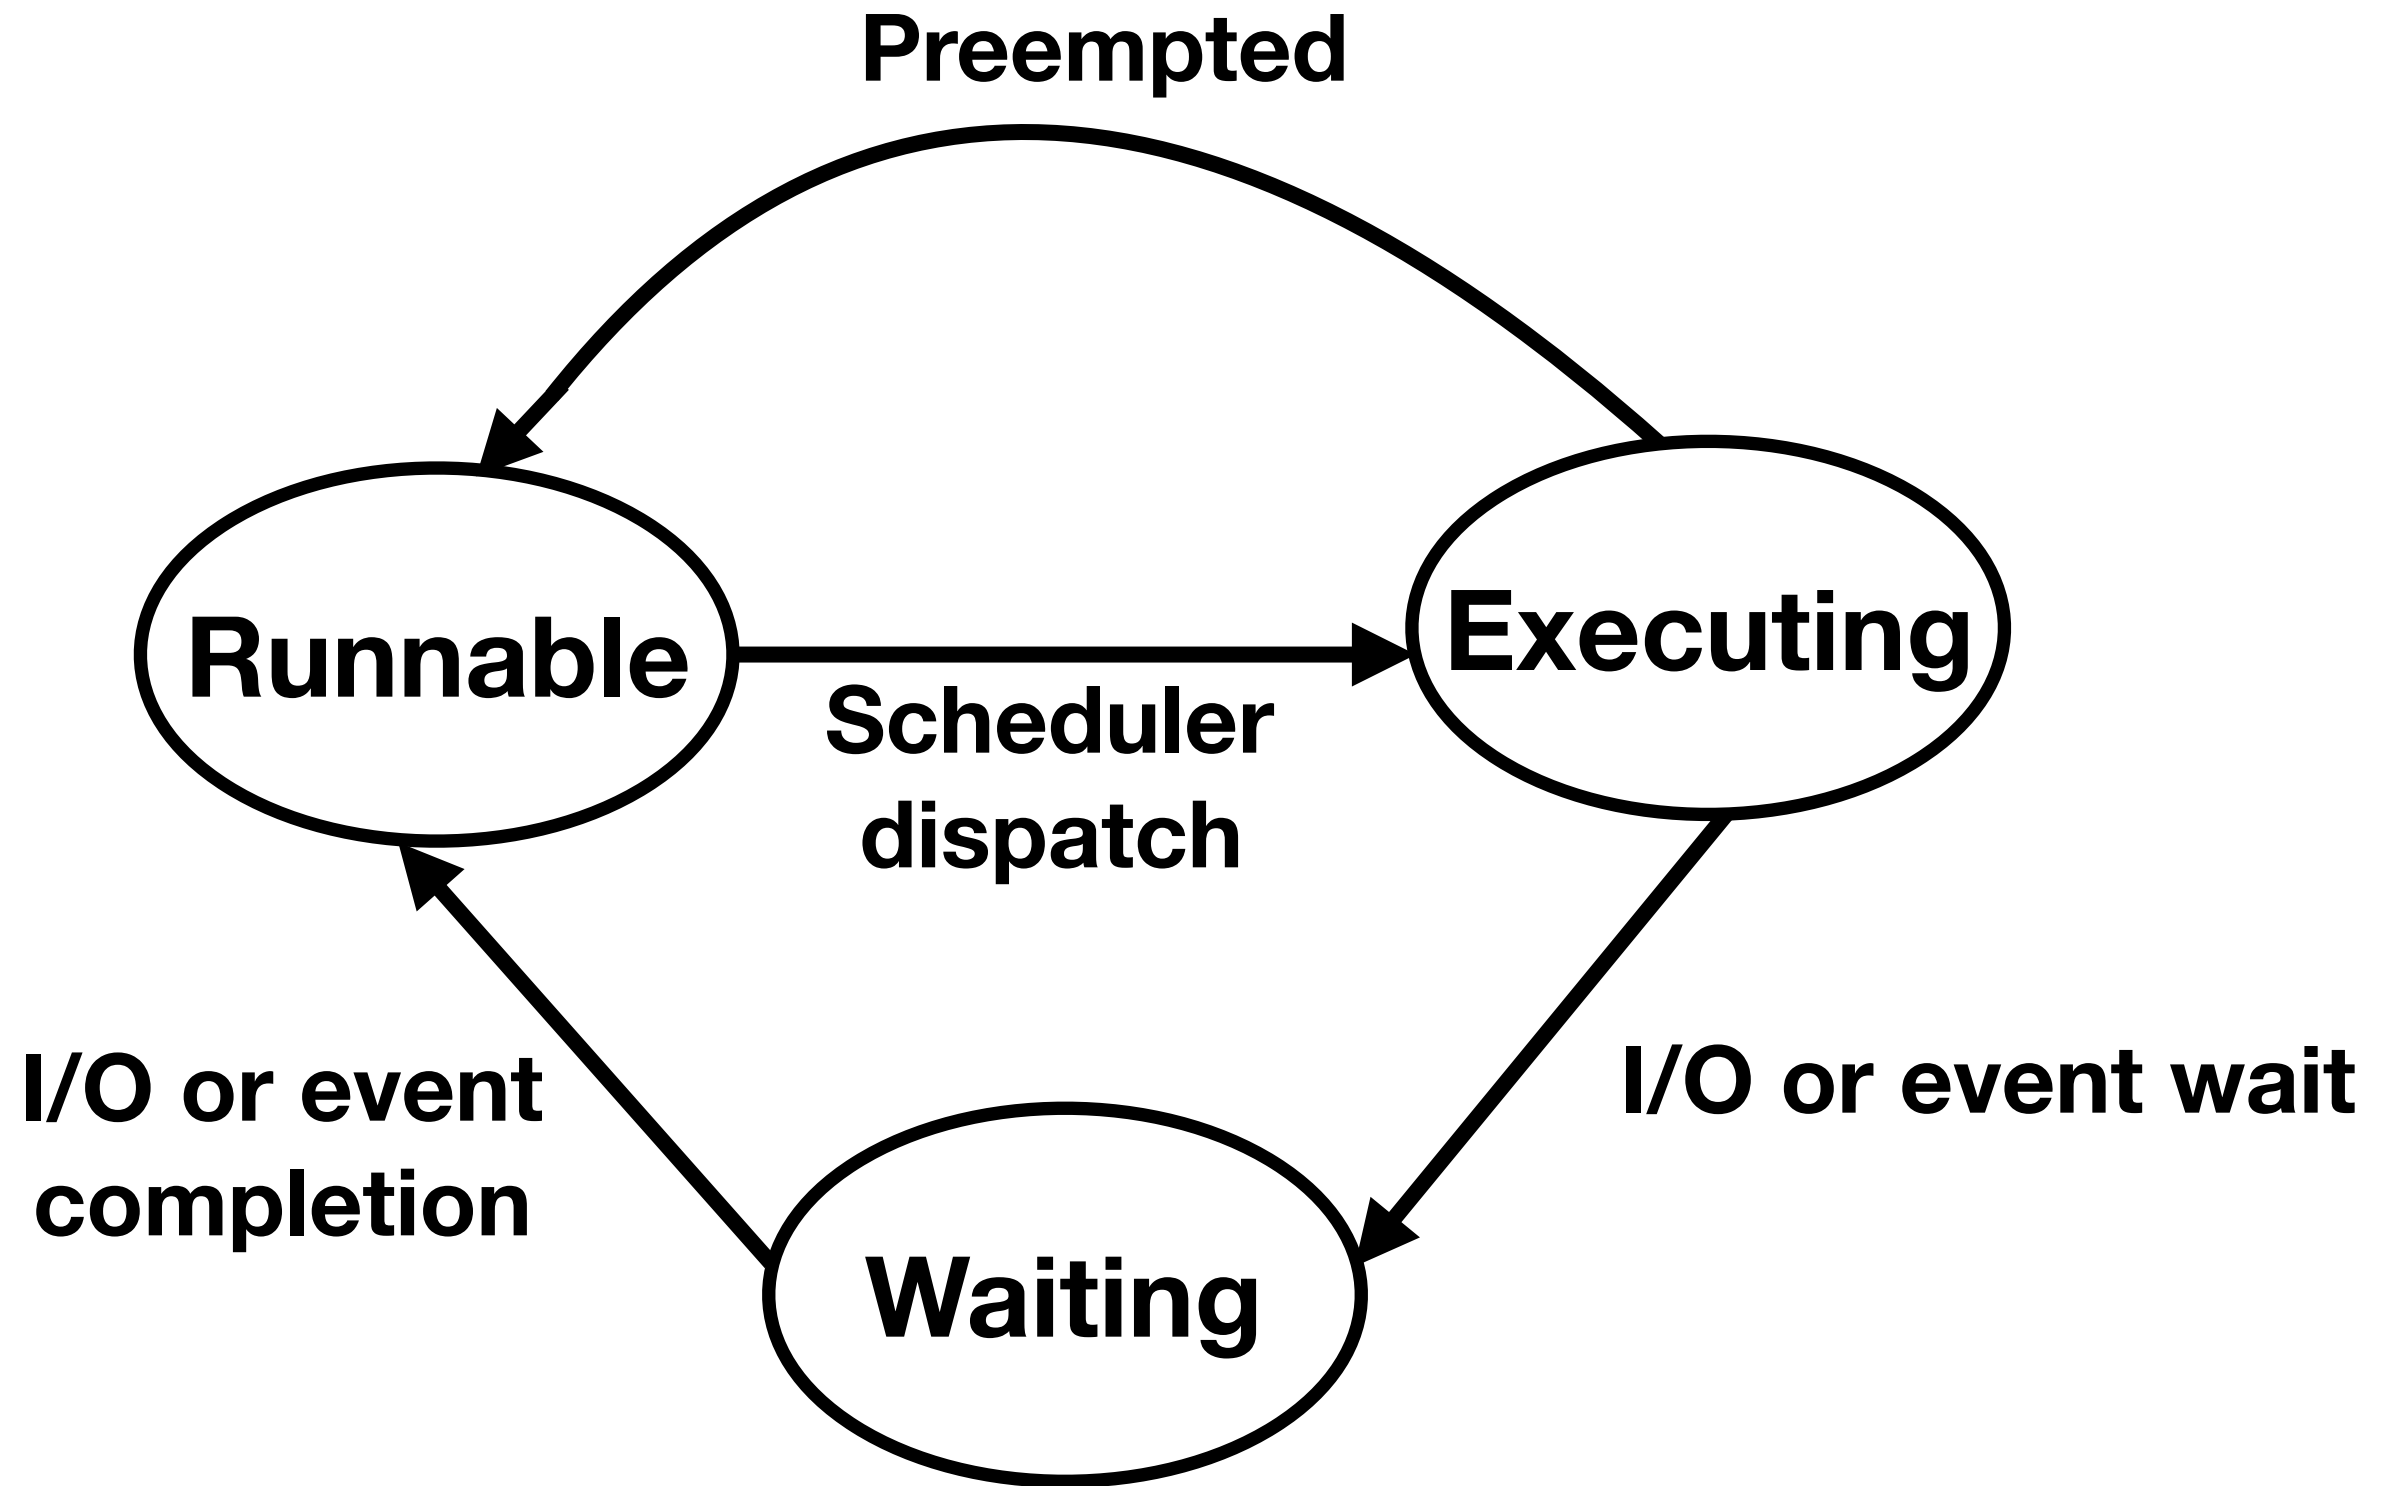 Preempted
Runnable
Executing
Scheduler
dispatch
I/O or event
completion
I/O or event wait
Waiting